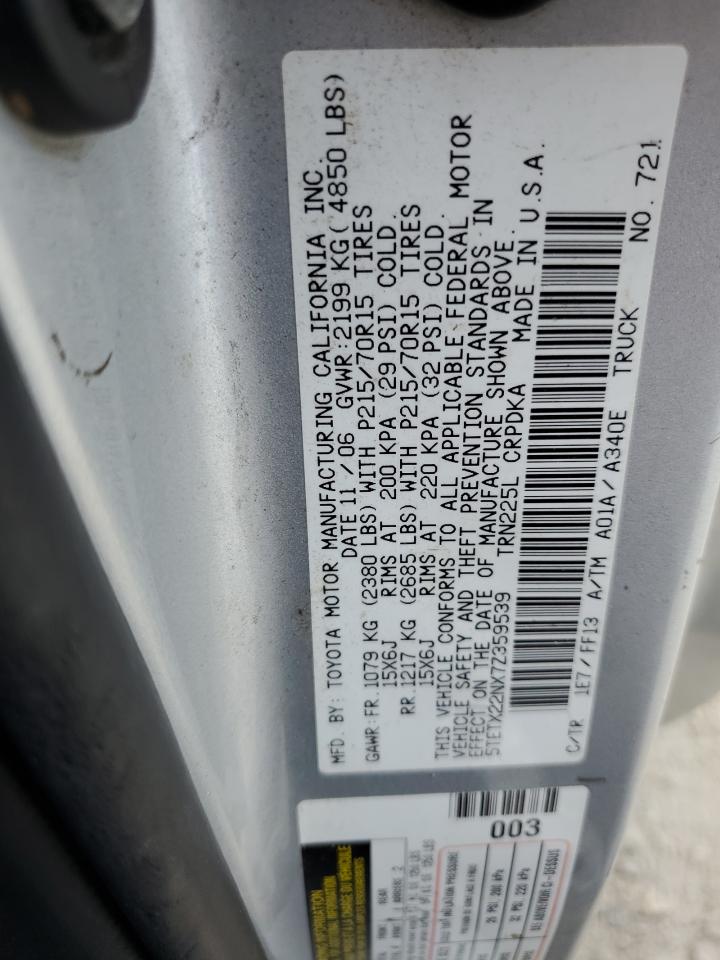 MFD. BY: TOYOTA MOTOR MANUFACTURING CALIFORNIA INC.
DATE 11 / 06 GVWR: 2199 KG( 4850 LBS)
GAWR: FR. 1079 KG (2380 LBS) WITH P215/70R15 TIRES
15X6J RIMS AT 200 KPA (29 PSI) COLD.
RR. 1217 KG (2685 LBS) WITH P215/70R15 TIRES
15X6J RIMS AT 220 KPA (32 PSI) COLD.
THIS VEHICLE CONFORMS TO ALL APPLICABLE FEDERAL MOTOR
VEHICLE SAFETY AND THEFT PREVENTION STANDARDS IN
EFFECT ON THE DATE OF MANUFACTURE SHOWN ABOVE.
5TETX22NX7Z359539 TRN225L CRPDKA MADE IN U.S.A.
C/TR 1E7 / FF13 A/TM A01A / A340E TRUCK NO. 721
003
REAR 2